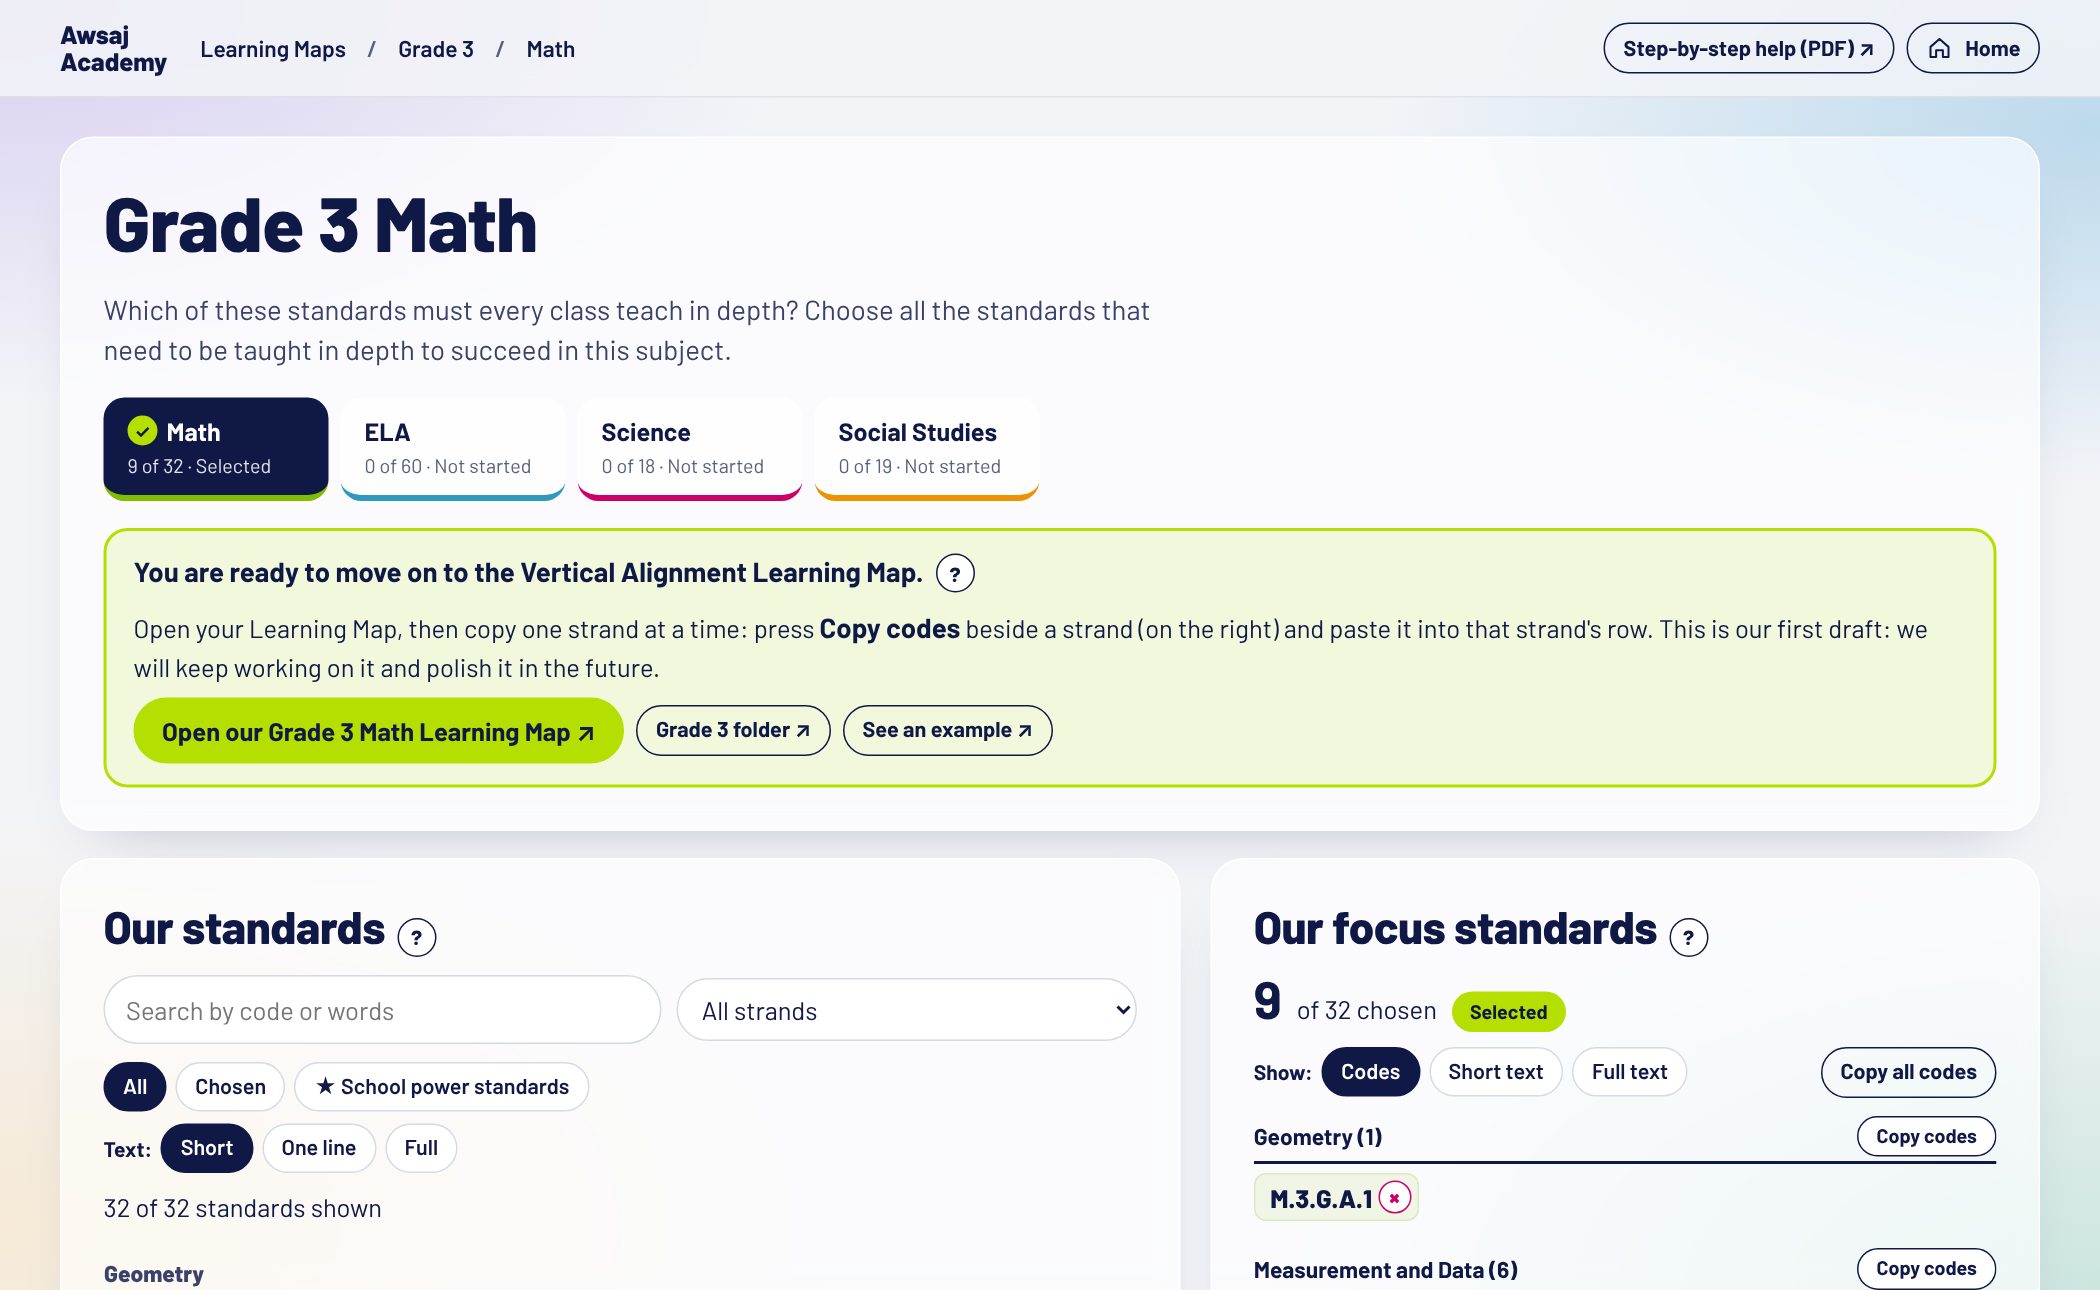 Awsaj
Academy
Learning Maps / Grade 3 / Math
Step-by-step help (PDF) ↗
Home
Grade 3 Math
Which of these standards must every class teach in depth? Choose all the standards that
need to be taught in depth to succeed in this subject.
Math
9 of 32 · Selected
ELA
0 of 60 · Not started
Science
0 of 18 · Not started
Social Studies
0 of 19 · Not started
You are ready to move on to the Vertical Alignment Learning Map. ?
Open your Learning Map, then copy one strand at a time: press Copy codes beside a strand (on the right) and paste it into that strand's row. This is our first draft: we
will keep working on it and polish it in the future.
Open our Grade 3 Math Learning Map ↗
Grade 3 folder ↗
See an example ↗
Our standards ?
Search by code or words
All strands
All
Chosen
★ School power standards
Text: Short One line Full
32 of 32 standards shown
Geometry
Our focus standards ?
9 of 32 chosen Selected
Show: Codes Short text Full text
Copy all codes
Geometry (1)
Copy codes
M.3.G.A.1 ×
Measurement and Data (6)
Copy codes